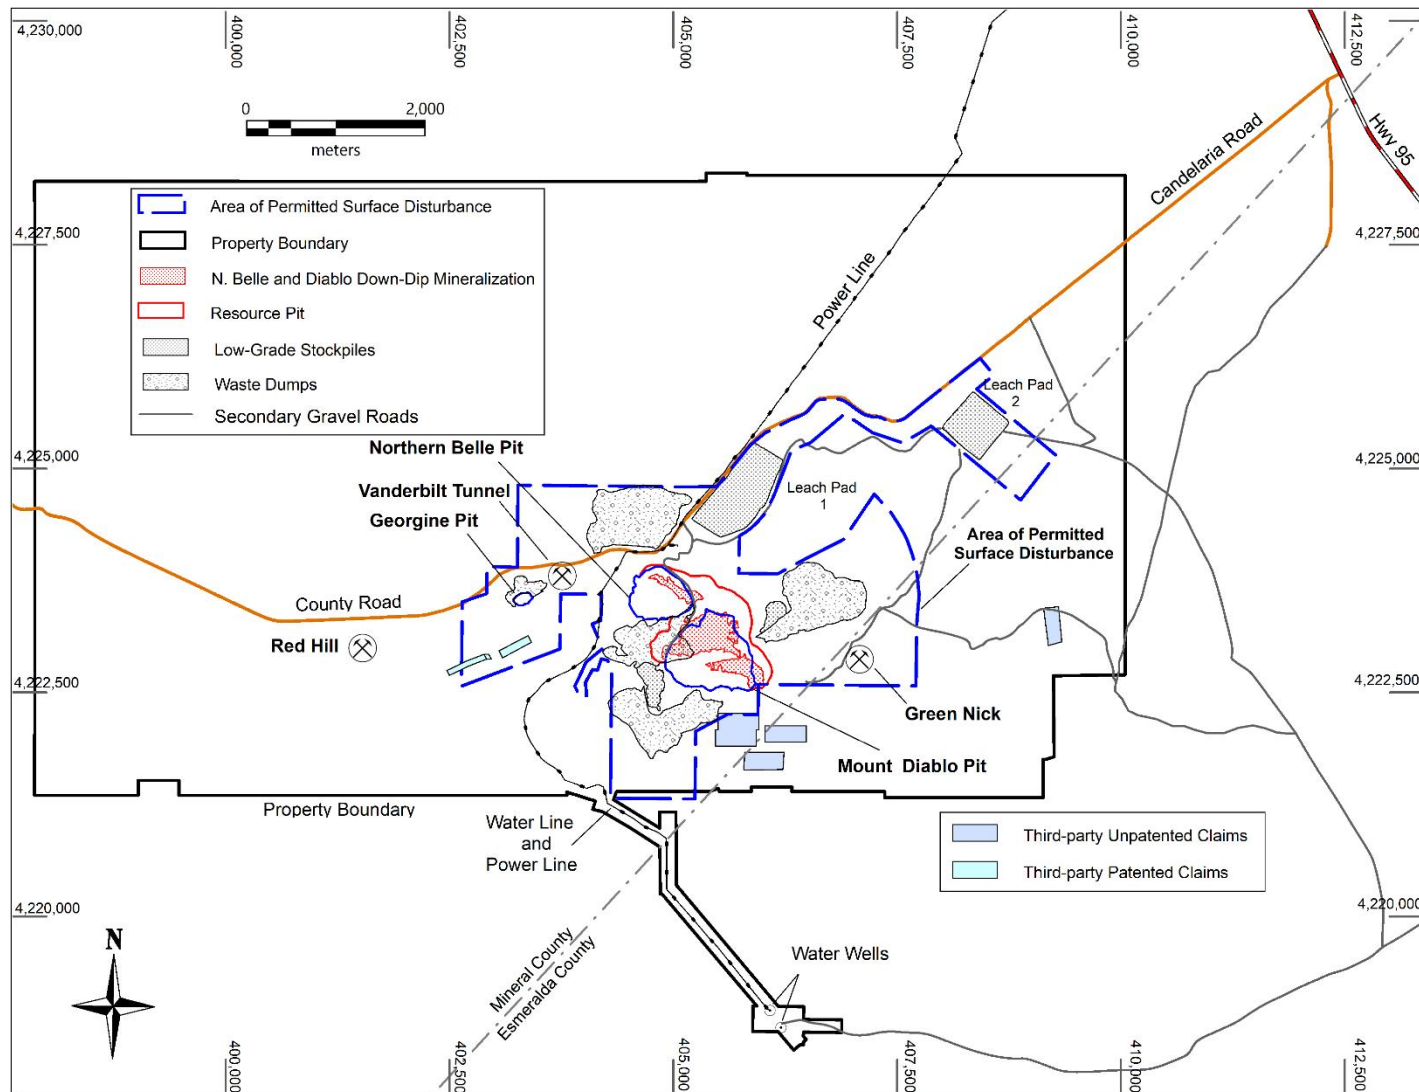 4,230,000
400,000
402,500
405,000
407,500
410,000
412,500
0 2,000
meters
Hwy 95
Candelaria Road
Area of Permitted Surface Disturbance
Property Boundary
N. Belle and Diablo Down-Dip Mineralization
Resource Pit
Low-Grade Stockpiles
Waste Dumps
Secondary Gravel Roads
4,227,500
4,227,500
Power Line
Leach Pad
2
Northern Belle Pit
4,225,000
4,225,000
Vanderbilt Tunnel
Leach Pad
1
Georgine Pit
Area of Permitted
Surface Disturbance
County Road
Red Hill
4,222,500
4,222,500
Green Nick
Mount Diablo Pit
Property Boundary
Water Line
and
Power Line
Third-party Unpatented Claims
Third-party Patented Claims
4,220,000
4,220,000
N
Water Wells
Mineral County
Esmeralda County
400,000
402,500
405,000
407,500
410,000
412,500